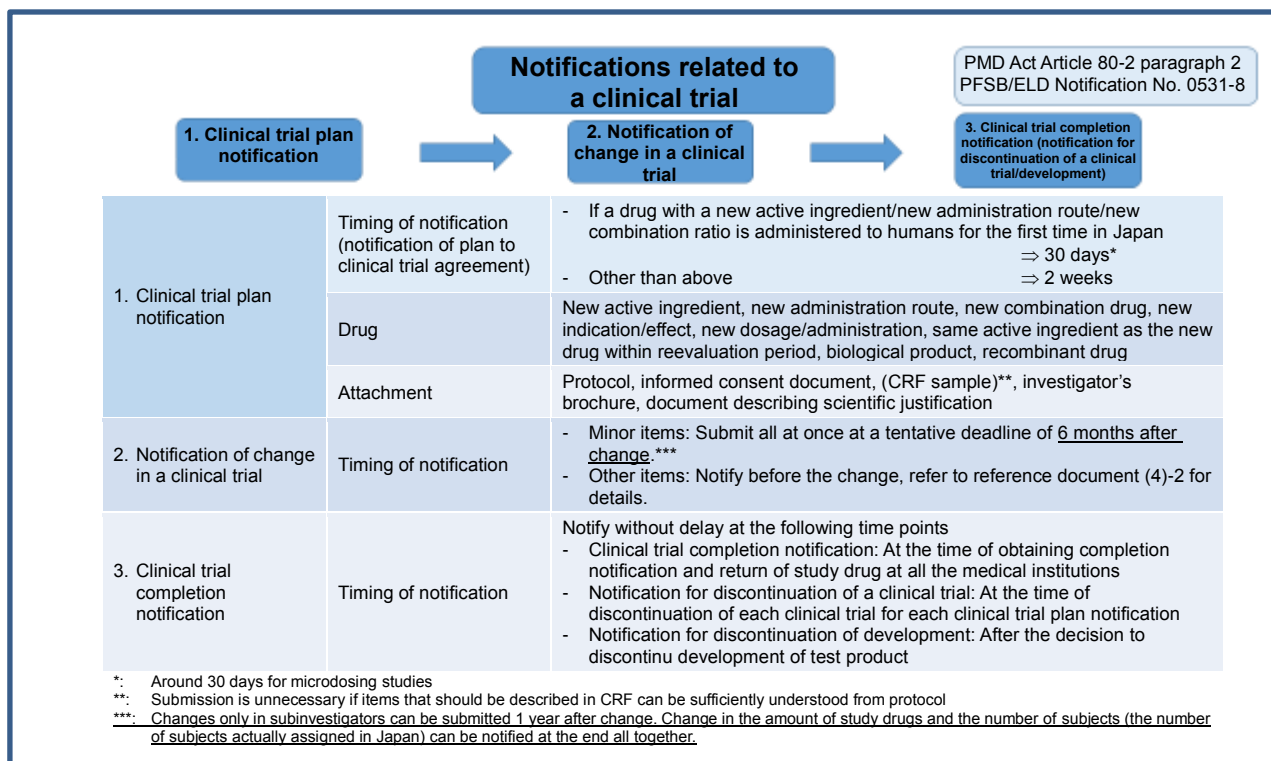 Notifications related to
a clinical trial
PMD Act Article 80-2 paragraph 2
PFSB/ELD Notification No. 0531-8
1. Clinical trial plan
notification
2. Notification of
change in a clinical
trial
3. Clinical trial completion
notification (notification for
discontinuation of a clinical
trial/development)
1. Clinical trial plan
notification
Timing of notification
(notification of plan to
clinical trial agreement)
- If a drug with a new active ingredient/new administration route/new
combination ratio is administered to humans for the first time in Japan
⇒ 30 days*
- Other than above ⇒ 2 weeks
Drug
New active ingredient, new administration route, new combination drug, new
indication/effect, new dosage/administration, same active ingredient as the new
drug within reevaluation period, biological product, recombinant drug
Attachment
Protocol, informed consent document, (CRF sample)**, investigator's
brochure, document describing scientific justification
2. Notification of change
in a clinical trial
Timing of notification
- Minor items: Submit all at once at a tentative deadline of 6 months after
change.***
- Other items: Notify before the change, refer to reference document (4)-2 for
details.
3. Clinical trial
completion
notification
Timing of notification
Notify without delay at the following time points
- Clinical trial completion notification: At the time of obtaining completion
notification and return of study drug at all the medical institutions
- Notification for discontinuation of a clinical trial: At the time of
discontinuation of each clinical trial for each clinical trial plan notification
- Notification for discontinuation of development: After the decision to
discontinu development of test product
*: Around 30 days for microdosing studies
**: Submission is unnecessary if items that should be described in CRF can be sufficiently understood from protocol
***: Changes only in subinvestigators can be submitted 1 year after change. Change in the amount of study drugs and the number of subjects (the number
of subjects actually assigned in Japan) can be notified at the end all together.